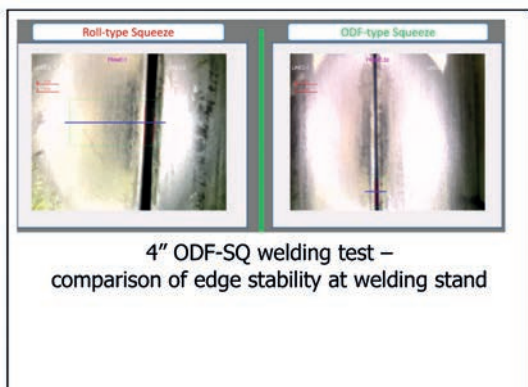 Roll-type Squeeze
ODF-type Squeeze
4” ODF-SQ welding test –
comparison of edge stability at welding stand